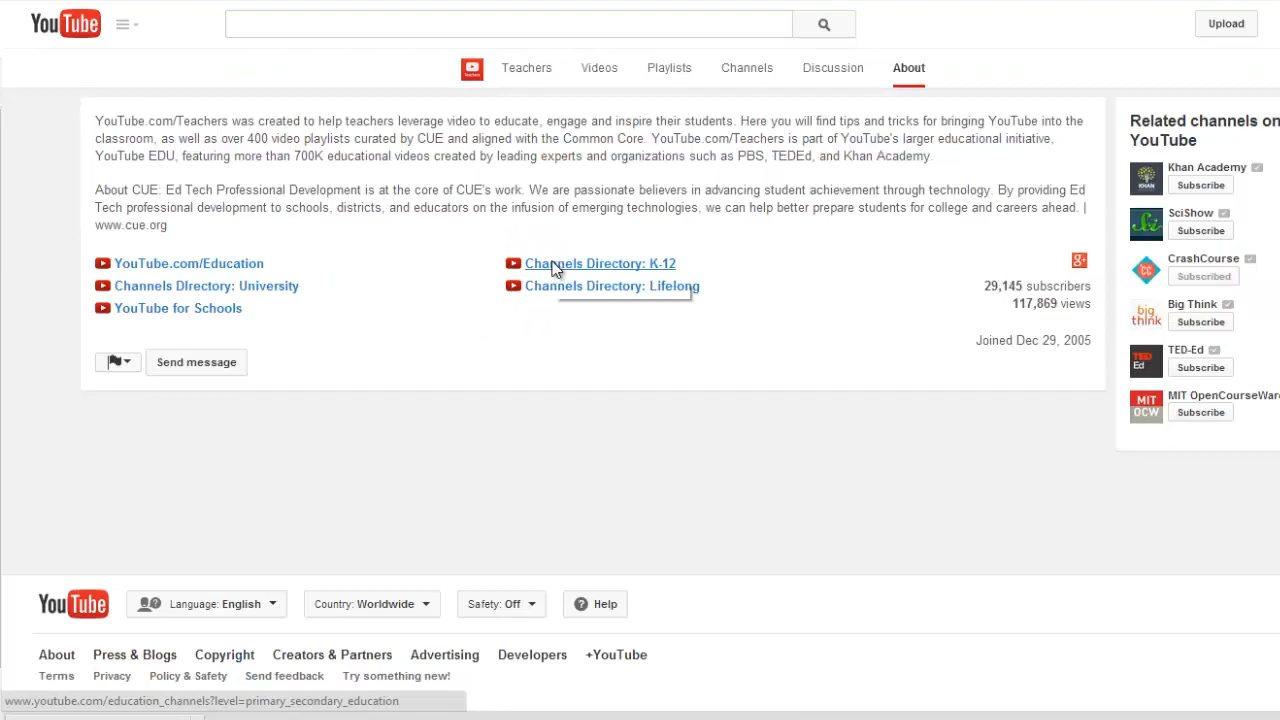 YouTube
Upload
Teachers Videos Playlists Channels Discussion About
YouTube.com/Teachers was created to help teachers leverage video to educate, engage and inspire their students. Here you will find tips and tricks for bringing YouTube into the
classroom, as well as over 400 video playlists curated by CUE and aligned with the Common Core. YouTube.com/Teachers is part of YouTube's larger educational initiative,
YouTube EDU, featuring more than 700K educational videos created by leading experts and organizations such as PBS, TEDEd, and Khan Academy.
About CUE: Ed Tech Professional Development is at the core of CUE's work. We are passionate believers in advancing student achievement through technology. By providing Ed
Tech professional development to schools, districts, and educators on the infusion of emerging technologies, we can help better prepare students for college and careers ahead. |
www.cue.org
YouTube.com/Education
Channels Directory: K-12
Channels DIrectory: University
Channels Directory: Lifelong
YouTube for Schools
g+
29,145 subscribers
117,869 views
Joined Dec 29, 2005
Send message
Related channels on
YouTube
KHAN
Khan Academy
Subscribe
Sci
SciShow
Subscribe
CC
CrashCourse
Subscribed
big
think
Big Think
Subscribe
TED
Ed
TED-Ed
Subscribe
MIT
OCW
MIT OpenCourseWare
Subscribe
YouTube
Language: English
Country: Worldwide
Safety: Off
Help
About Press & Blogs Copyright Creators & Partners Advertising Developers +YouTube
Terms Privacy Policy & Safety Send feedback Try something new!
www.youtube.com/education_channels?level=primary_secondary_education